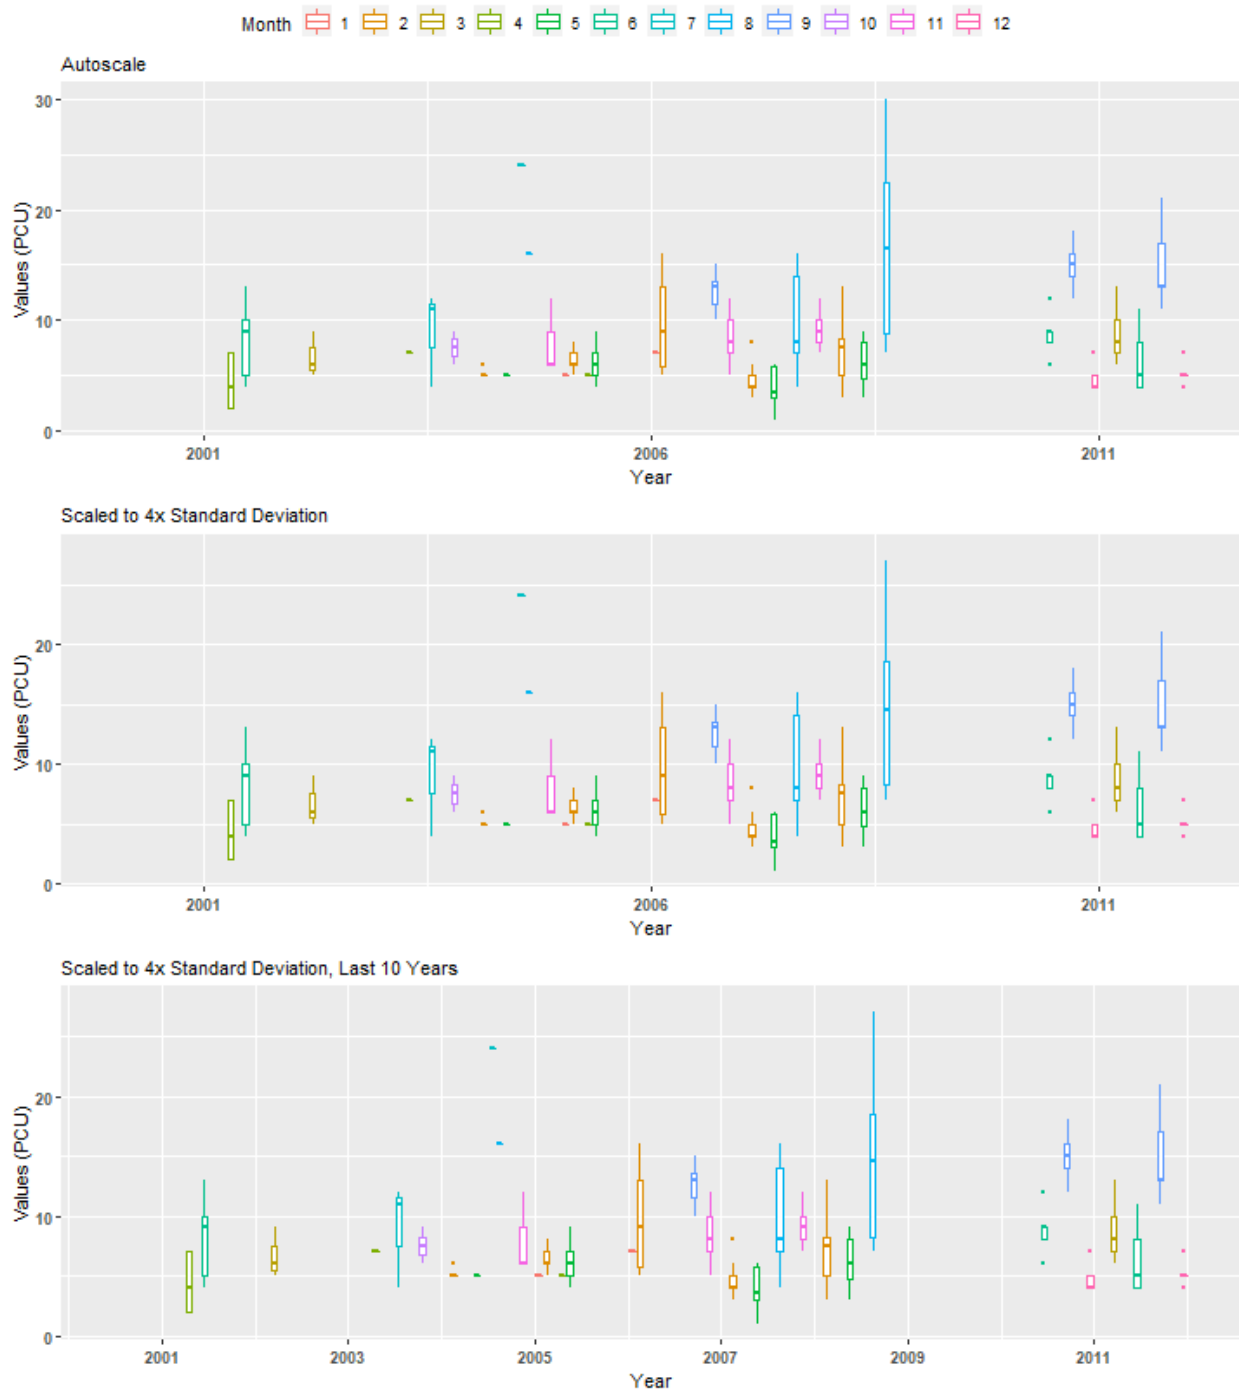 Month 1 2 3 4 5 6 7 8 9 10 11 12
Autoscale
30
20
10
0
Values (PCU)
2001 2006 2011
Year
Scaled to 4x Standard Deviation
20
10
0
Values (PCU)
2001 2006 2011
Year
Scaled to 4x Standard Deviation, Last 10 Years
20
10
0
Values (PCU)
2001 2003 2005 2007 2009 2011
Year